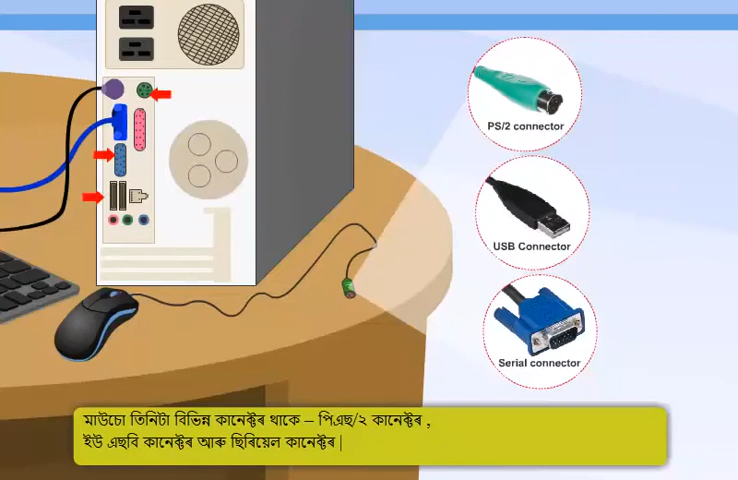 PS/2 connector
USB Connector
Serial connector
মাউচো তিনিটা বিভিন্ন কানেক্টৰ থাকে – পিএছ/২ কানেক্টৰ ,
ইউ এছবি কানেক্টৰ আৰু ছিৰিয়েল কানেক্টৰ |